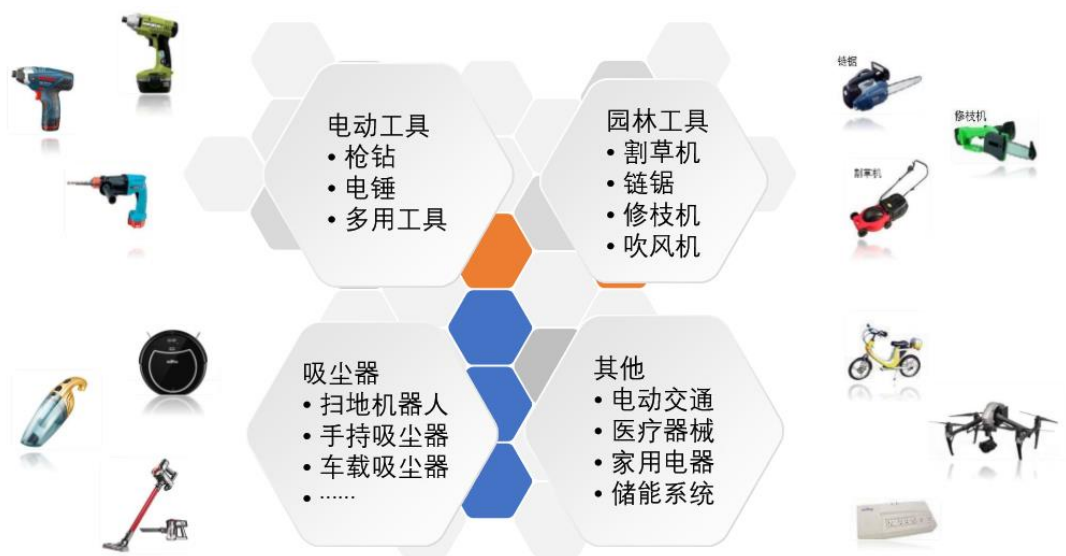 电动工具
• 枪钻
• 电锤
• 多用工具
园林工具
• 割草机
• 链锯
• 修枝机
• 吹风机
链锯
修枝机
割掌机
吸尘器
• 扫地机器人
• 手持吸尘器
• 车载吸尘器
• ……
其他
• 电动交通
• 医疗器械
• 家用电器
• 储能系统